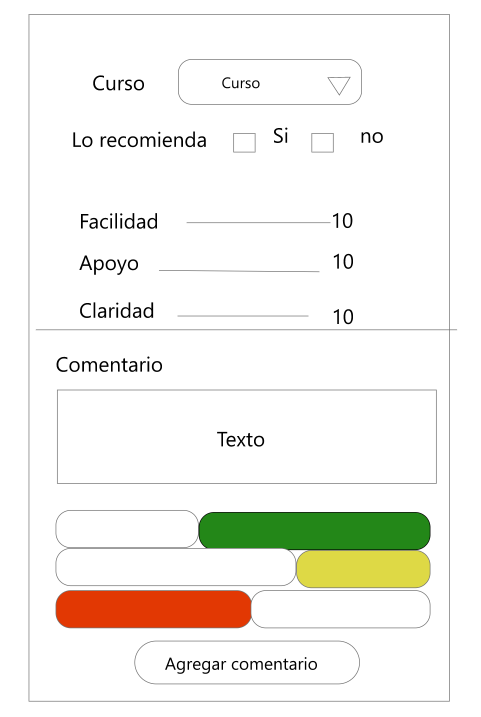 Curso Curso
Lo recomienda Si no
Facilidad 10
Apoyo 10
Claridad 10
Comentario
Texto
Agregar comentario